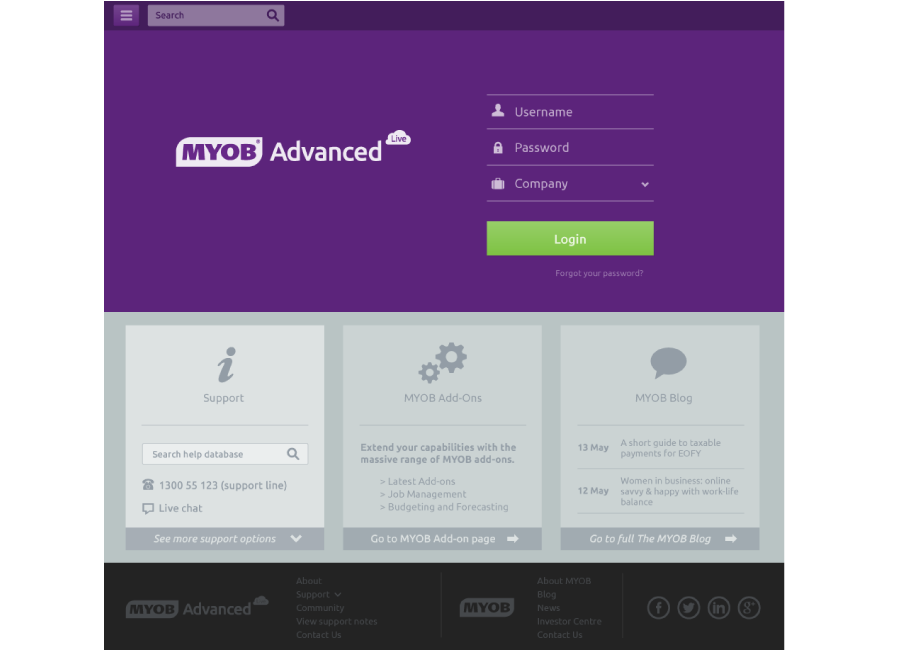 Search
MYOB Advanced Live
Username
Password
Company
Login
Forgot your password?
Support
Search help database
1300 55 123 (support line)
Live chat
See more support options
MYOB Add-Ons
Extend your capabilities with the
massive range of MYOB add-ons.
> Latest Add-ons
> Job Management
> Budgeting and Forecasting
Go to MYOB Add-on page
MYOB Blog
13 May
A short guide to taxable
payments for EOFY
12 May
Women in business: online
savvy & happy with work-life
balance
Go to full The MYOB Blog
MYOB Advanced
About
Support
Community
View support notes
Contact Us
MYOB
About MYOB
Blog
News
Investor Centre
Contact Us